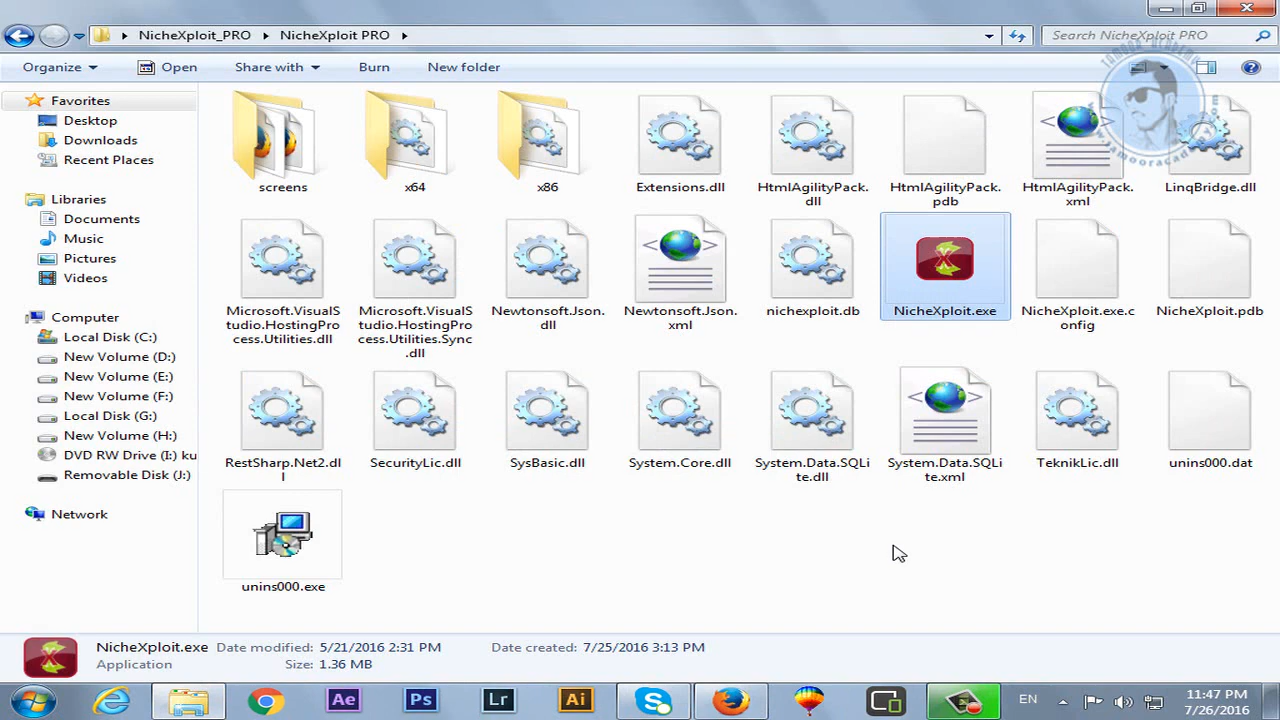 NicheXploit_PRO
NicheXploit PRO
Search NicheXploit PRO
Organize
Open
Share with
Burn
New folder
Favorites
Desktop
Downloads
Recent Places
Libraries
Documents
Music
Pictures
Videos
Computer
Local Disk (C:)
New Volume (D:)
New Volume (E:)
New Volume (F:)
Local Disk (G:)
New Volume (H:)
DVD RW Drive (I:) ku
Removable Disk (J:)
Network
screens
x64
x86
Extensions.dll
HtmlAgilityPack.
dll
HtmlAgilityPack.
pdb
HtmlAgilityPack.
xml
LinqBridge.dll
Microsoft.VisualS
tudio.HostingPro
cess.Utilities.dll
Microsoft.VisualS
tudio.HostingPro
cess.Utilities.Sync
.dll
Newtonsoft.Json.
dll
Newtonsoft.Json.
xml
nichexploit.db
NicheXploit.exe
NicheXploit.exe.c
onfig
NicheXploit.pdb
RestSharp.Net2.dl
l
SecurityLic.dll
SysBasic.dll
System.Core.dll
System.Data.SQLi
te.dll
System.Data.SQLi
te.xml
TeknikLic.dll
unins000.dat
unins000.exe
NicheXploit.exe Date modified: 5/21/2016 2:31 PM Date created: 7/25/2016 3:13 PM
Application Size: 1.36 MB
Ae
Ps
Lr
Ai
EN
11:47 PM
7/26/2016